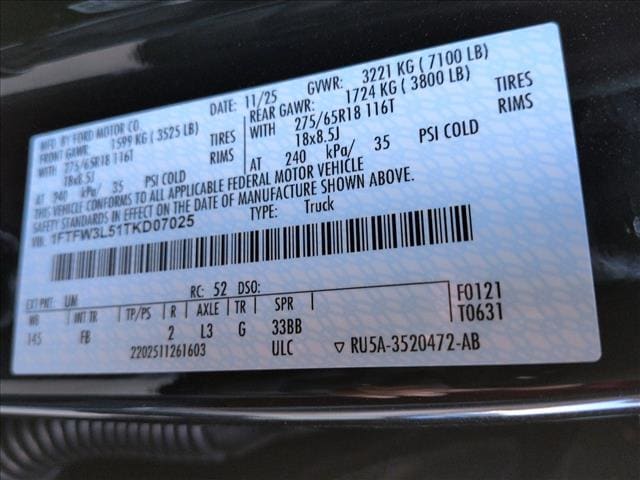 MFD. BY FORD MOTOR CO.
DATE: 11/25 GVWR: 3221 KG ( 7100 LB)
FRONT GAWR: 1599 KG ( 3525 LB)
REAR GAWR: 1724 KG ( 3800 LB)
WITH 275/65R18 116T TIRES
WITH 275/65R18 116T TIRES
18x8.5J RIMS
18x8.5J RIMS
AT 240 kPa/ 35 PSI COLD
AT 240 kPa/ 35 PSI COLD
THIS VEHICLE CONFORMS TO ALL APPLICABLE FEDERAL MOTOR VEHICLE
SAFETY STANDARDS IN EFFECT ON THE DATE OF MANUFACTURE SHOWN ABOVE.
VIN: 1FTFW3L51TKD07025 TYPE: Truck
EXT PNT: UM RC: 52 DSO:
WB INT TR TP/PS R AXLE TR SPR
145 FB 2 L3 G 33BB
F0121
T0631
2202511261603 ULC ▽ RU5A-3520472-AB